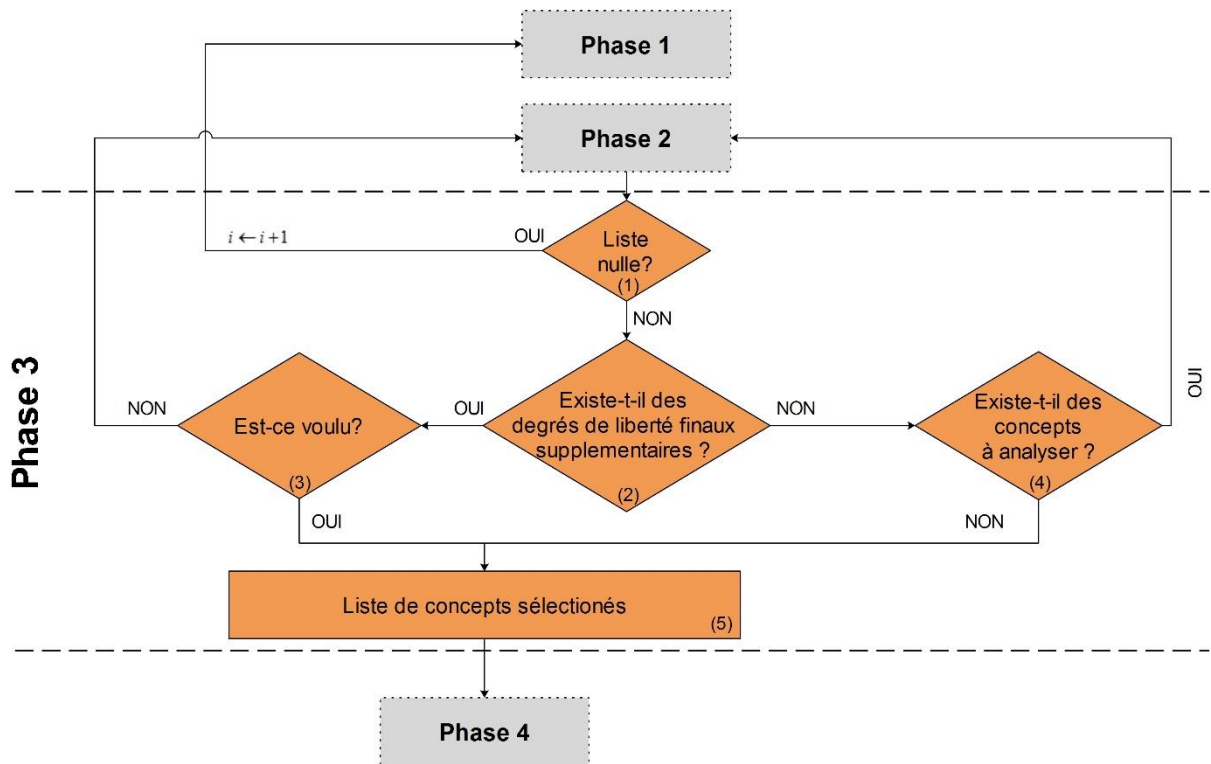 Phase 1
Phase 2
i ← i+1
OUI
Liste
nulle?
(1)
NON
Phase 3
NON
Est-ce voulu?
(3)
OUI
Existe-t-il des
degrés de liberté finaux
supplementaires ?
(2)
NON
Existe-t-il des
concepts
à analyser ?
(4)
OUI
OUI
NON
Liste de concepts sélectionés
(5)
Phase 4